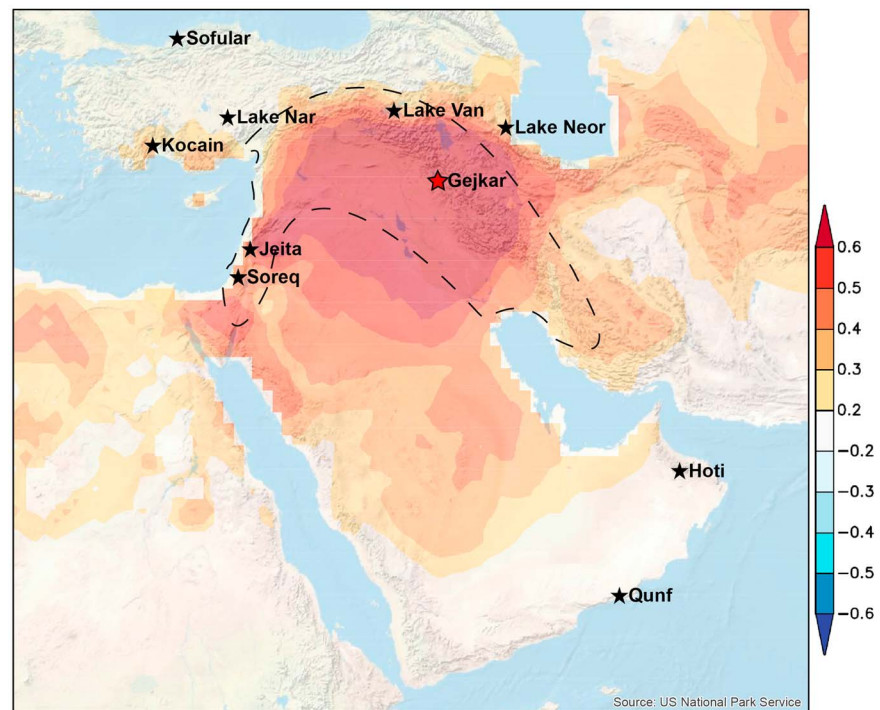 Sofular
Lake Nar
Lake Van
Lake Neor
Kocain
Gejkar
Jeita
Soreq
Hoti
Qunf
0.6
0.5
0.4
0.3
0.2
−0.2
−0.3
−0.4
−0.5
−0.6
Source: US National Park Service